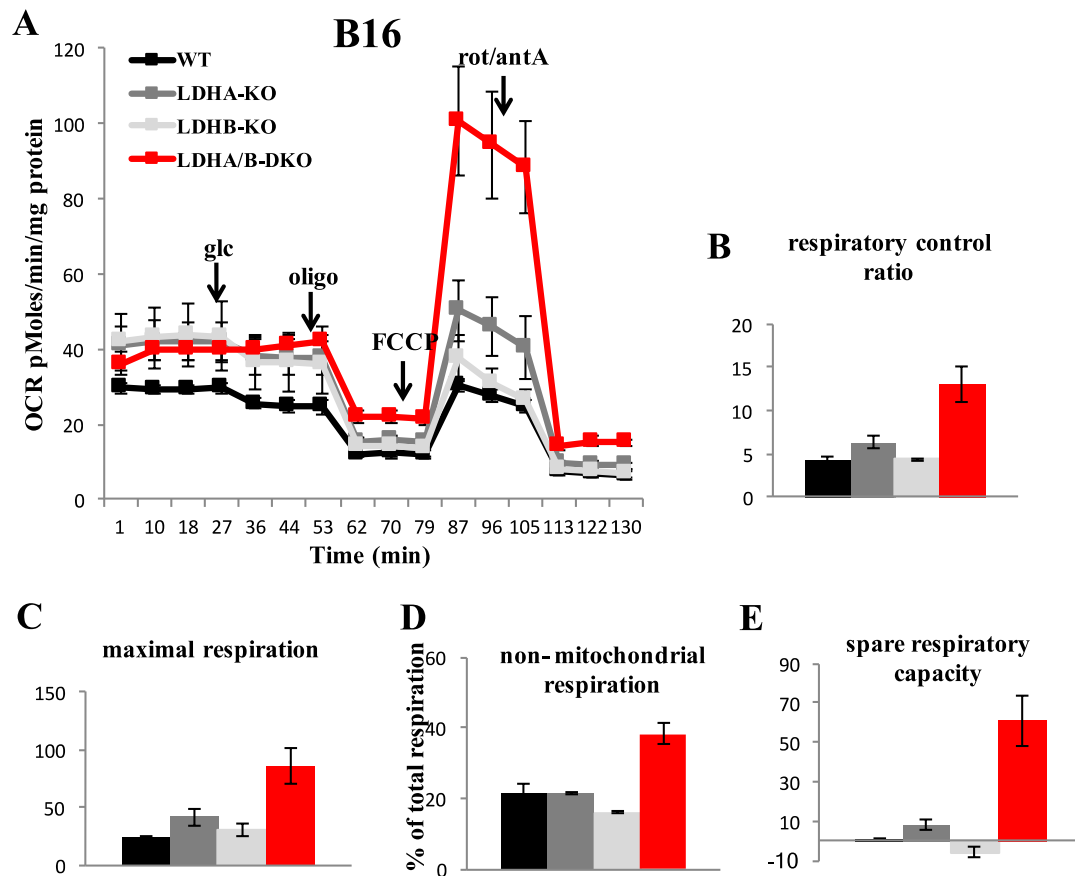 A
B16
OCR pMoles/min/mg protein
120
100
80
60
40
20
0
WT
LDHA-KO
LDHB-KO
LDHA/B-DKO
glc
oligo
FCCP
rot/antA
1 10 18 27 36 44 53 62 70 79 87 96 105 113 122 130
Time (min)
B
respiratory control
ratio
20
15
10
5
0
C
maximal respiration
150
100
50
0
D
non- mitochondrial
respiration
% of total respiration
60
40
20
0
E
spare respiratory
capacity
90
70
50
30
10
-10